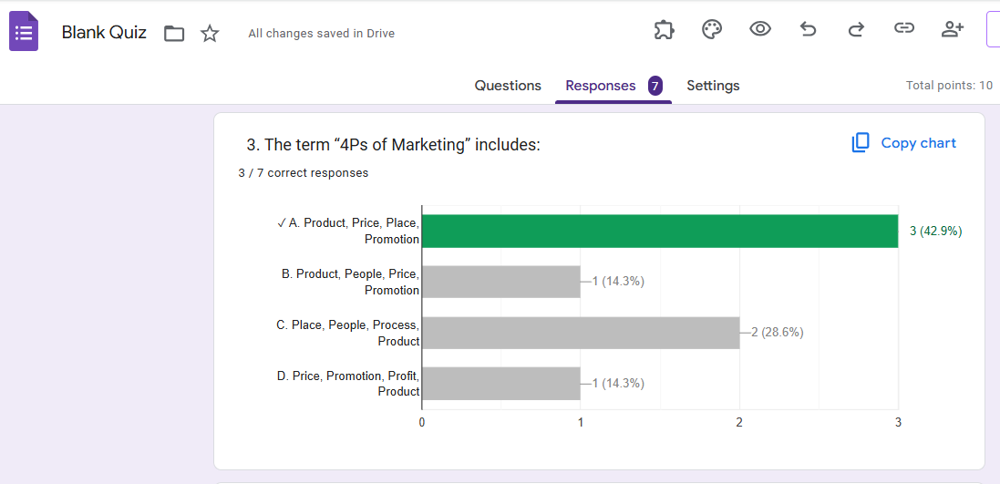 Blank Quiz
All changes saved in Drive
Questions
Responses 7
Settings
Total points: 10
3. The term “4Ps of Marketing” includes:
Copy chart
3 / 7 correct responses
✓ A. Product, Price, Place,
Promotion
3 (42.9%)
B. Product, People, Price,
Promotion
1 (14.3%)
C. Place, People, Process,
Product
2 (28.6%)
D. Price, Promotion, Profit,
Product
1 (14.3%)
0 1 2 3